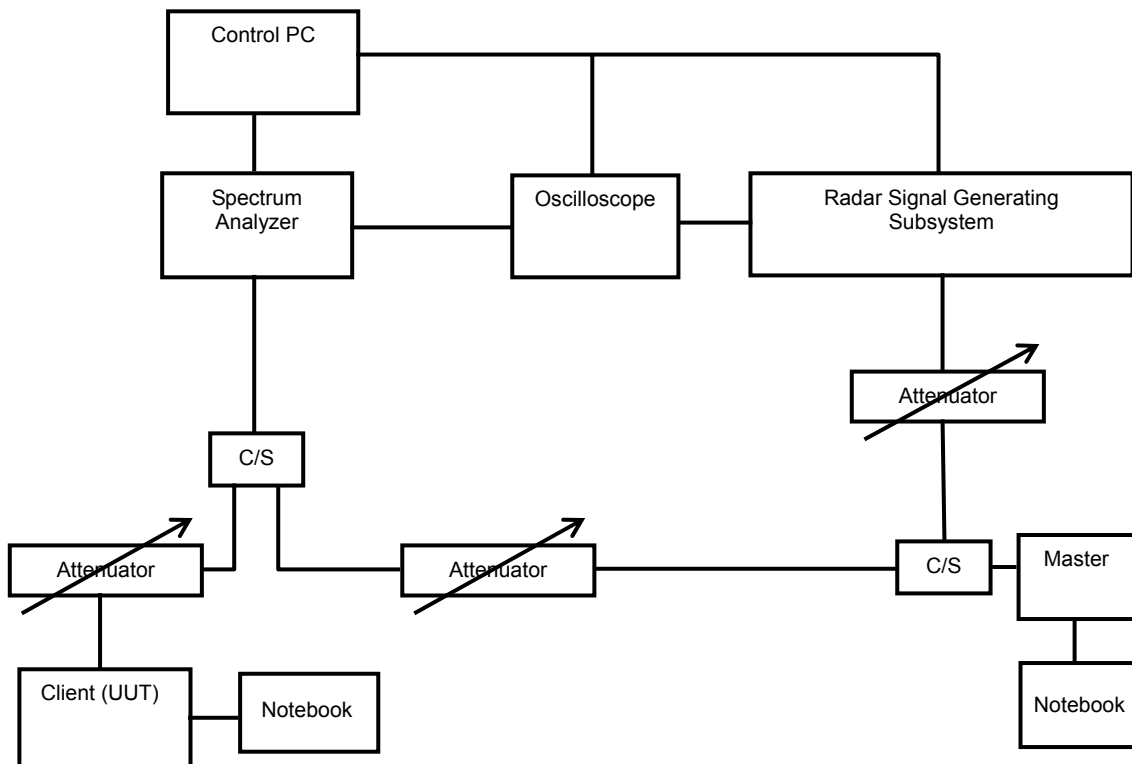 Control PC
Spectrum
Analyzer
Oscilloscope
Radar Signal Generating
Subsystem
Attenuator
C/S
Attenuator
Attenuator
C/S
Master
Client (UUT)
Notebook
Notebook